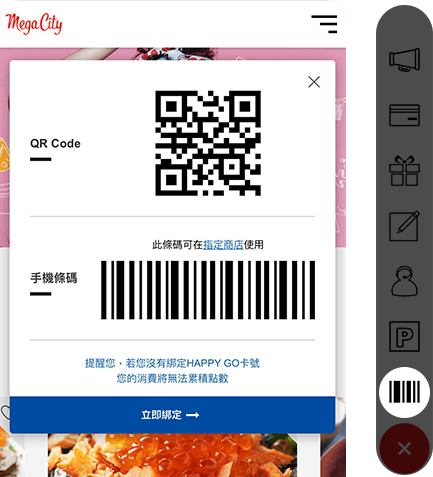 Mega City
QR Code
此條碼可在指定商店使用
手機條碼
提醒您，若您沒有綁定HAPPY GO卡號
您的消費將無法累積點數
立即綁定
P